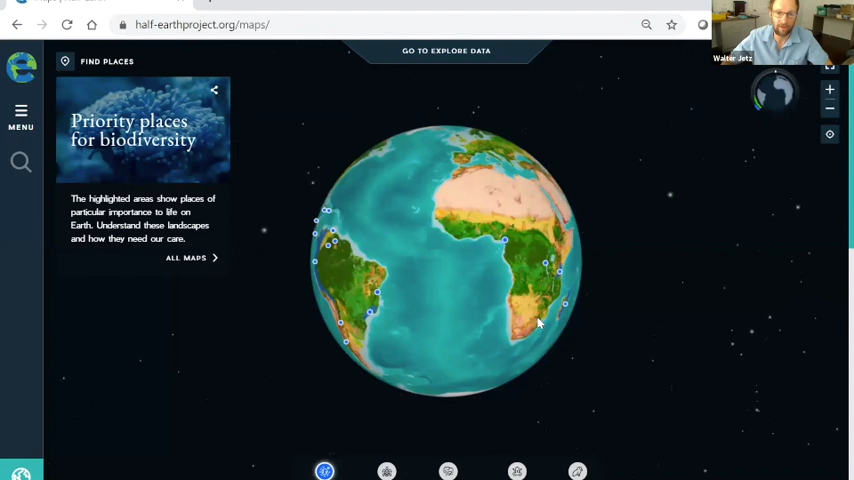 half-earthproject.org/maps/
Walter Jetz
GO TO EXPLORE DATA
FIND PLACES
MENU
Priority places
for biodiversity
The highlighted areas show places of
particular importance to life on
Earth. Understand these landscapes
and how they need our care.
ALL MAPS